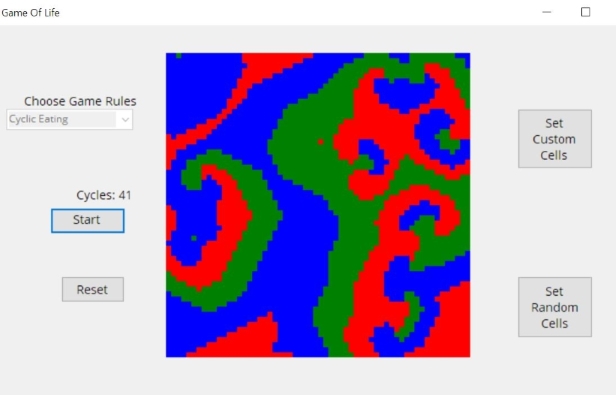 Game Of Life
Choose Game Rules
Cyclic Eating
Cycles: 41
Start
Reset
Set
Custom
Cells
Set
Random
Cells